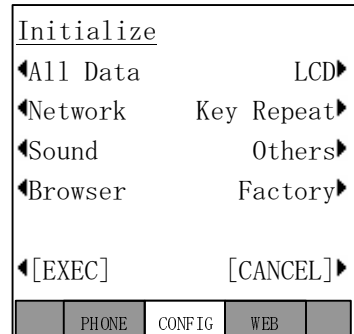 Initialize
All Data LCD
Network Key Repeat
Sound Others
Browser Factory
[EXEC] [CANCEL]
PHONE CONFIG WEB